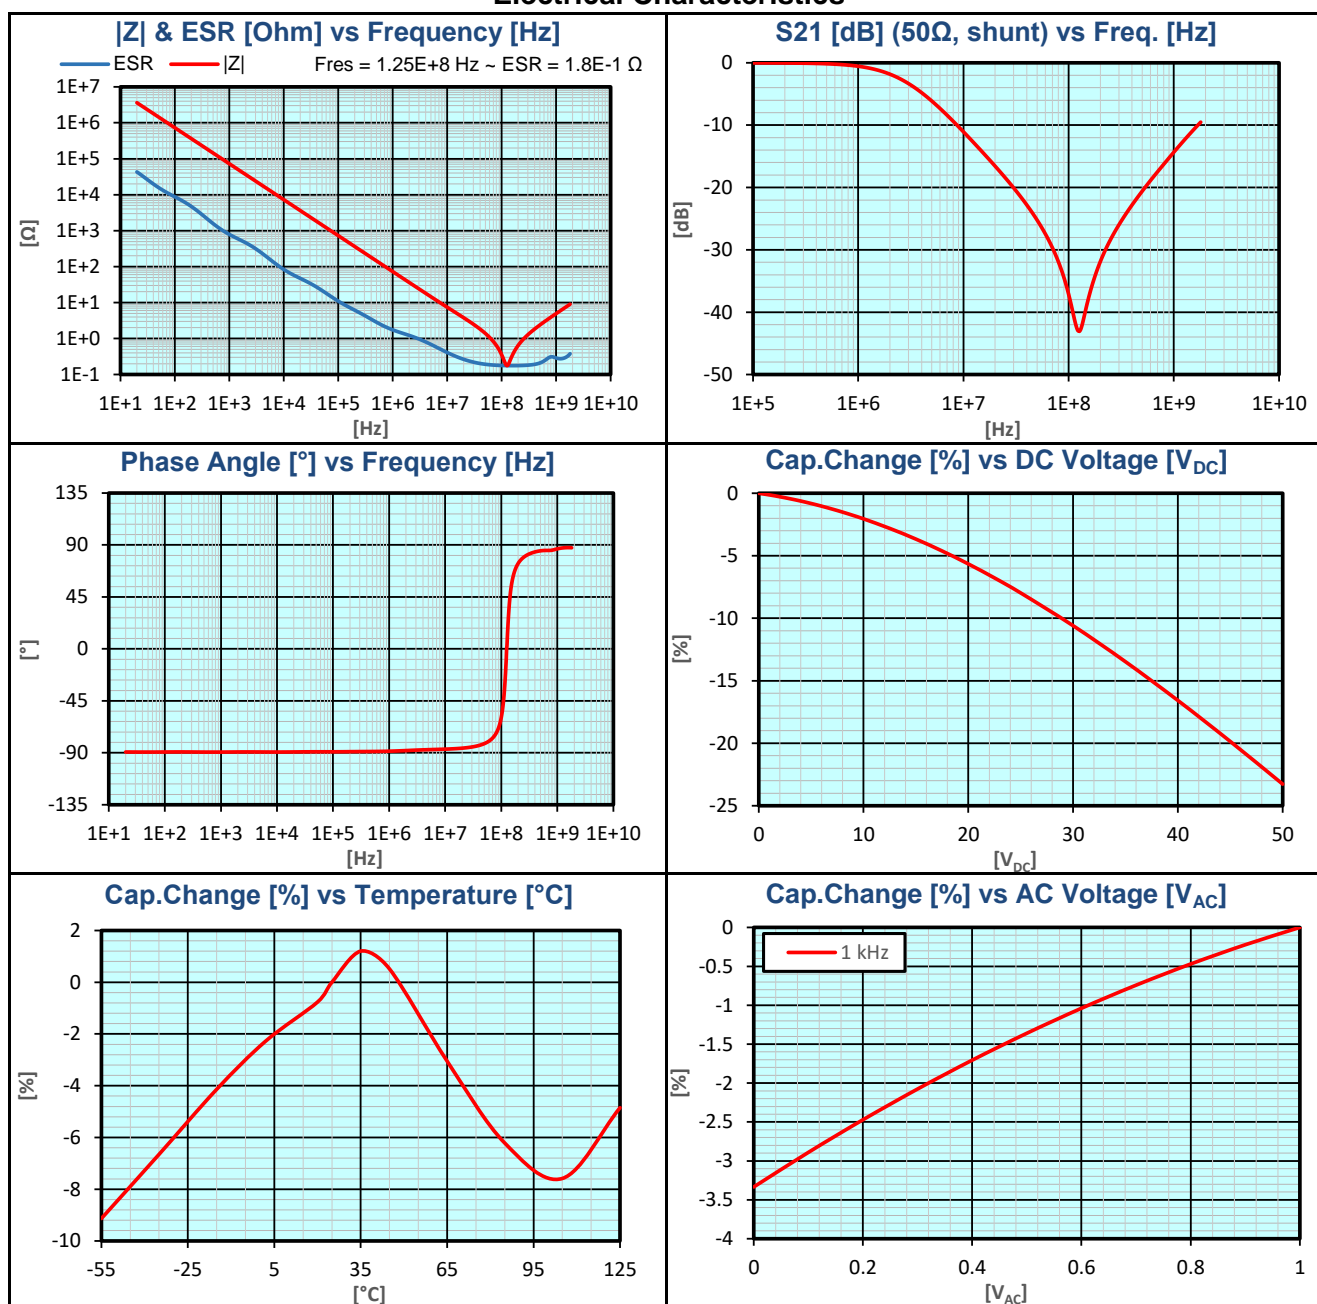 Electrical Characteristics
|Z| & ESR [Ohm] vs Frequency [Hz]
ESR |Z| Fres = 1.25E+8 Hz ~ ESR = 1.8E-1 Ω
1E+7
1E+6
1E+5
1E+4
1E+3
1E+2
1E+1
1E+0
1E-1
[Ω]
1E+1 1E+2 1E+3 1E+4 1E+5 1E+6 1E+7 1E+8 1E+9 1E+10
[Hz]
S21 [dB] (50Ω, shunt) vs Freq. [Hz]
0
-10
-20
-30
-40
-50
[dB]
1E+5 1E+6 1E+7 1E+8 1E+9 1E+10
[Hz]
Phase Angle [°] vs Frequency [Hz]
135
90
45
0
-45
-90
-135
[°]
1E+1 1E+2 1E+3 1E+4 1E+5 1E+6 1E+7 1E+8 1E+9 1E+10
[Hz]
Cap.Change [%] vs DC Voltage [VDC]
0
-5
-10
-15
-20
-25
[%]
0 10 20 30 40 50
[VDC]
Cap.Change [%] vs Temperature [°C]
2
0
-2
-4
-6
-8
-10
[%]
-55 -25 5 35 65 95 125
[°C]
Cap.Change [%] vs AC Voltage [VAC]
1 kHz
0
-0.5
-1
-1.5
-2
-2.5
-3
-3.5
-4
[%]
0 0.2 0.4 0.6 0.8 1
[VAC]